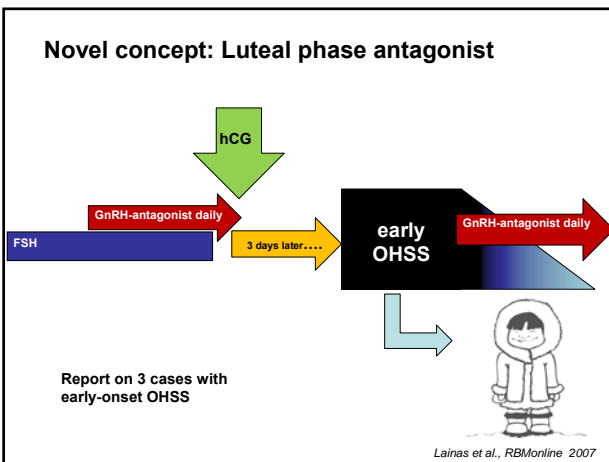 Novel concept: Luteal phase antagonist
hCG
GnRH-antagonist daily
FSH
3 days later....
early
OHSS
GnRH-antagonist daily
Report on 3 cases with
early-onset OHSS
Lainas et al., RBMonline 2007